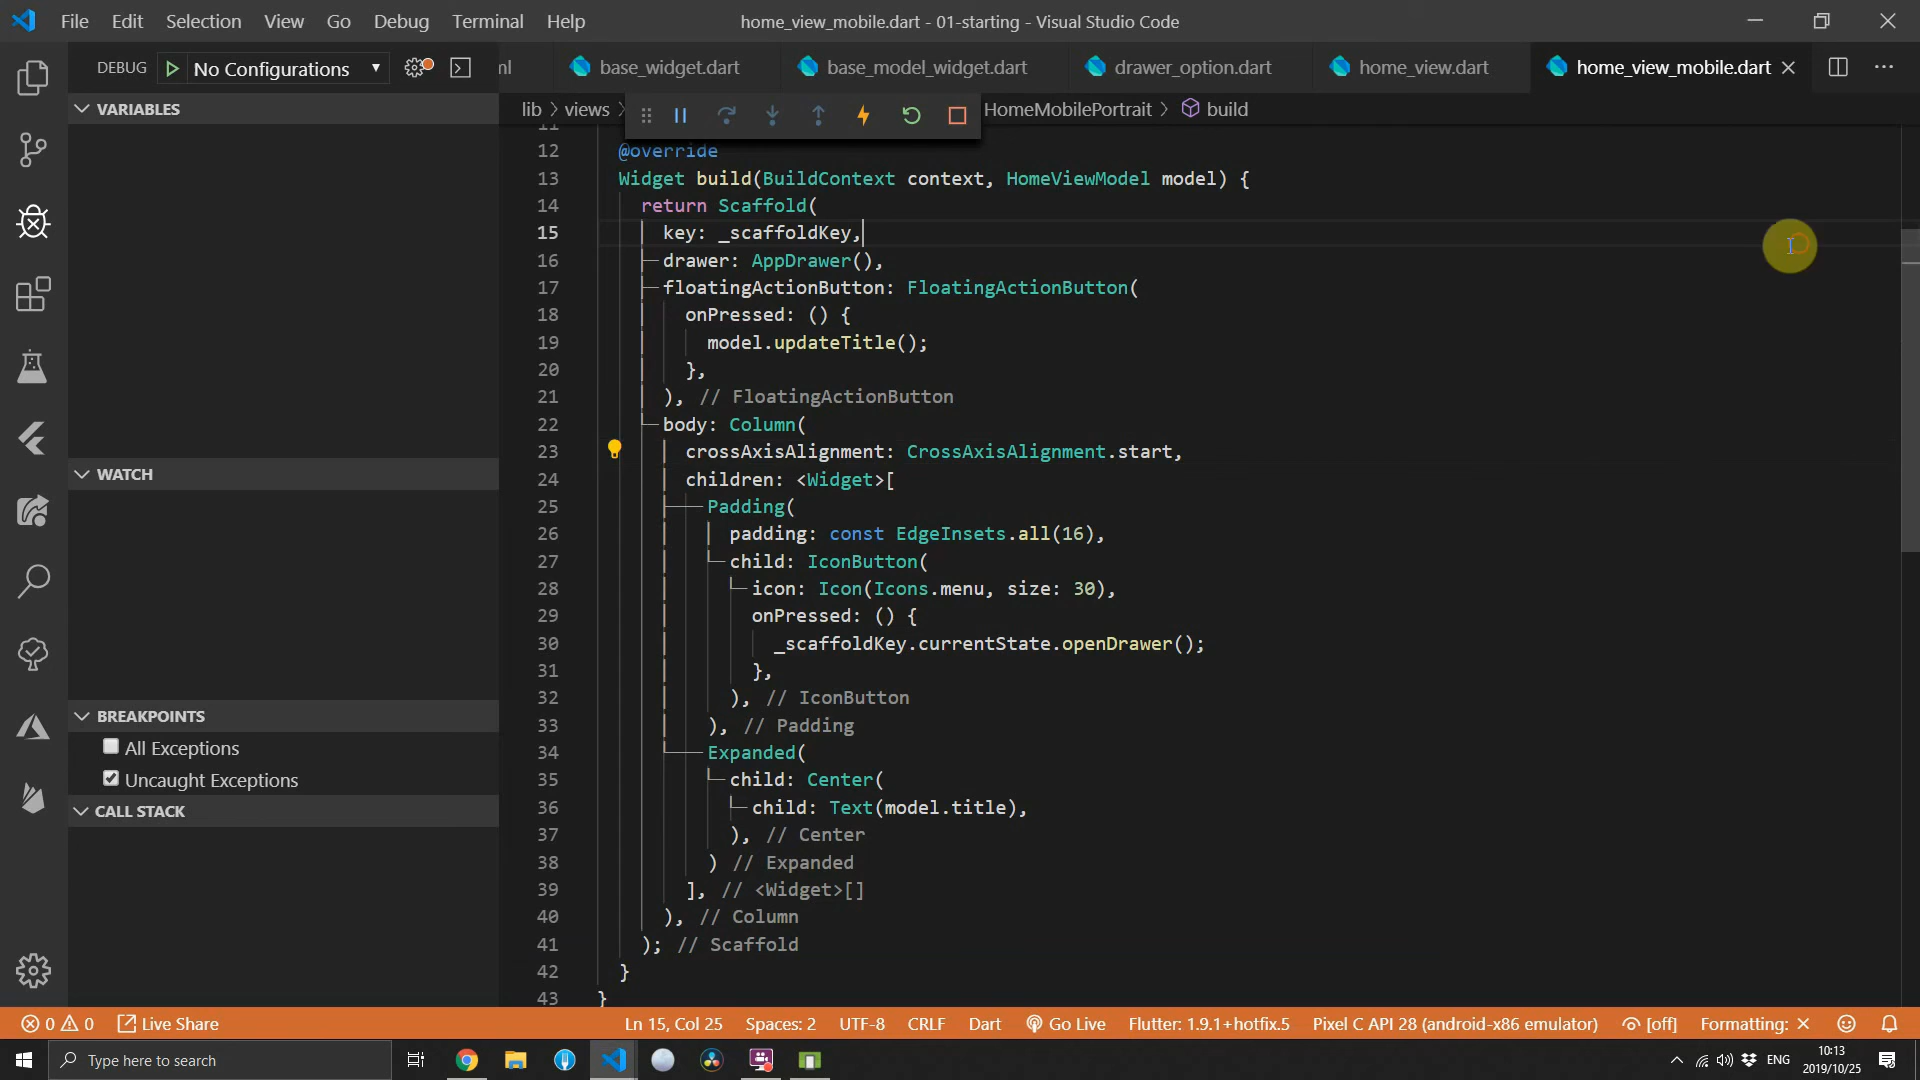 File Edit Selection View Go Debug Terminal Help
home_view_mobile.dart - 01-starting - Visual Studio Code
DEBUG No Configurations
ml base_widget.dart base_model_widget.dart drawer_option.dart home_view.dart home_view_mobile.dart
lib > views > HomeMobilePortrait > build
VARIABLES
WATCH
BREAKPOINTS
All Exceptions
Uncaught Exceptions
CALL STACK
11
12 @override
13 Widget build(BuildContext context, HomeViewModel model) {
14 return Scaffold(
15 key: _scaffoldKey,
16 drawer: AppDrawer(),
17 floatingActionButton: FloatingActionButton(
18 onPressed: () {
19 model.updateTitle();
20 },
21 ), // FloatingActionButton
22 body: Column(
23 crossAxisAlignment: CrossAxisAlignment.start,
24 children: <Widget>[
25 Padding(
26 padding: const EdgeInsets.all(16),
27 child: IconButton(
28 icon: Icon(Icons.menu, size: 30),
29 onPressed: () {
30 _scaffoldKey.currentState.openDrawer();
31 },
32 ), // IconButton
33 ), // Padding
34 Expanded(
35 child: Center(
36 child: Text(model.title),
37 ), // Center
38 ) // Expanded
39 ], // <Widget>[]
40 ), // Column
41 ); // Scaffold
42 }
43 }
0 0 Live Share Ln 15, Col 25 Spaces: 2 UTF-8 CRLF Dart Go Live Flutter: 1.9.1+hotfix.5 Pixel C API 28 (android-x86 emulator) [off] Formatting: ×
Type here to search
ENG
10:13
2019/10/25